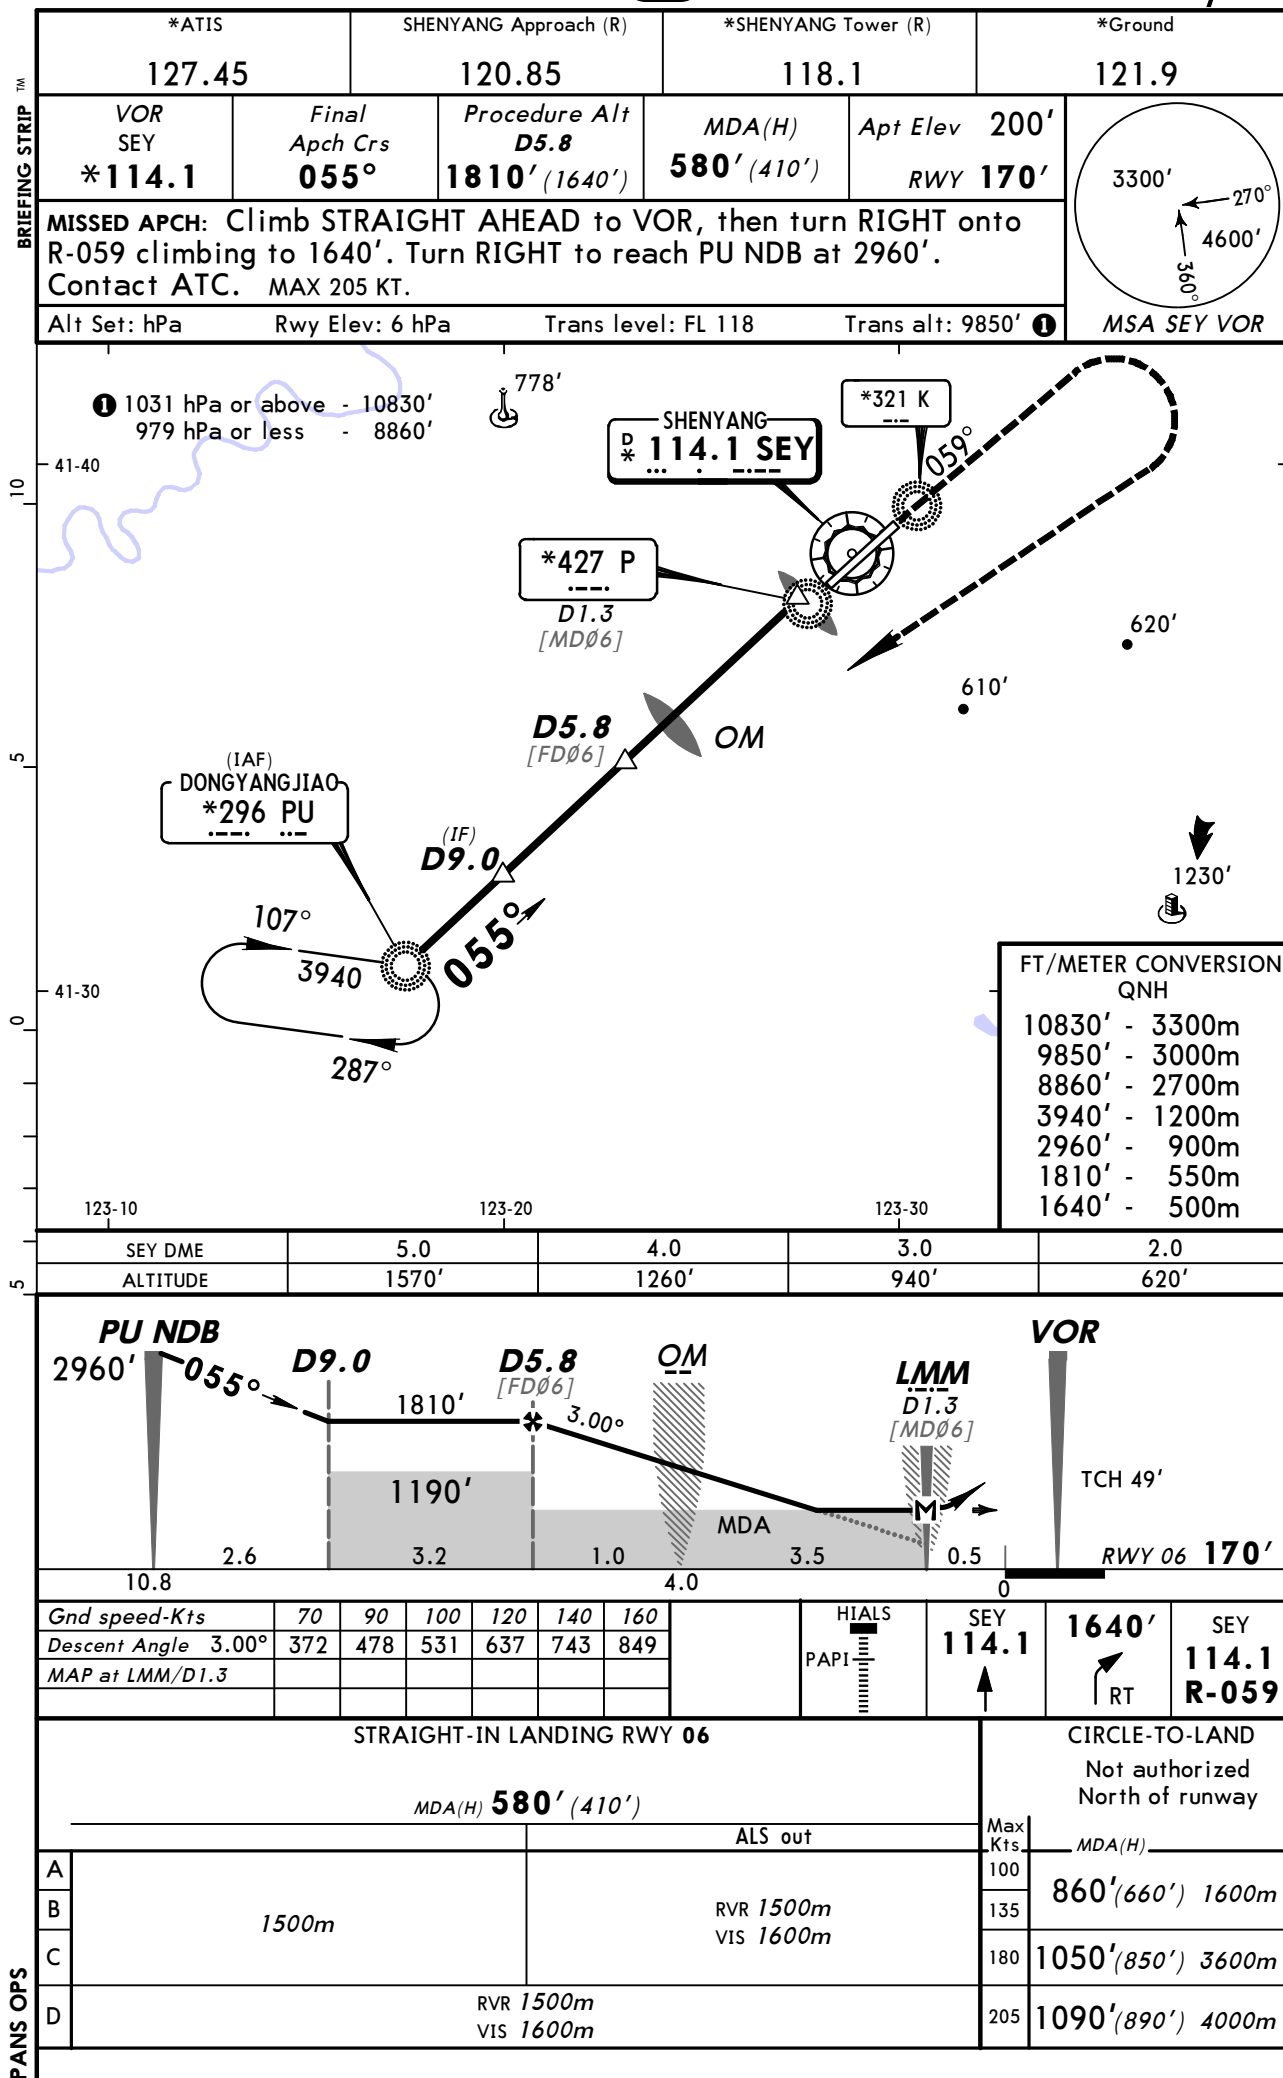 *ATIS
127.45
SHENYANG Approach (R)
120.85
*SHENYANG Tower (R)
118.1
*Ground
121.9
BRIEFING STRIP ™
VOR
SEY
*114.1
Final
Apch Crs
055°
Procedure Alt
D5.8
1810' (1640')
MDA(H)
580' (410')
Apt Elev 200'
RWY 170'
3300'
270°
4600'
360°
MSA SEY VOR
MISSED APCH: Climb STRAIGHT AHEAD to VOR, then turn RIGHT onto
R-059 climbing to 1640'. Turn RIGHT to reach PU NDB at 2960'.
Contact ATC. MAX 205 KT.
Alt Set: hPa Rwy Elev: 6 hPa Trans level: FL 118 Trans alt: 9850' ❶
❶ 1031 hPa or above - 10830'
979 hPa or less - 8860'
778'
*321 K
SHENYANG
D
* 114.1 SEY
059°
41-40
10
*427 P
D1.3
[MDØ6]
620'
610'
D5.8
[FDØ6]
OM
5
(IAF)
DONGYANGJIAO
*296 PU
(IF)
D9.0
1230'
107°
3940
055°
287°
41-30
0
FT/METER CONVERSION
QNH
10830' - 3300m
9850' - 3000m
8860' - 2700m
3940' - 1200m
2960' - 900m
1810' - 550m
1640' - 500m
123-10
123-20
123-30
5
SEY DME 5.0 4.0 3.0 2.0
ALTITUDE 1570' 1260' 940' 620'
PU NDB
2960'
055°
D9.0
1810'
D5.8
[FDØ6]
3.00°
OM
LMM
D1.3
[MDØ6]
VOR
TCH 49'
1190'
MDA
M
2.6
3.2
1.0
3.5
0.5
RWY 06 170'
10.8
4.0
0
Gnd speed-Kts 70 90 100 120 140 160
Descent Angle 3.00° 372 478 531 637 743 849
MAP at LMM/D1.3
HIALS
PAPI
SEY
114.1
1640'
RT
SEY
114.1
R-059
STRAIGHT-IN LANDING RWY 06
MDA(H) 580' (410')
ALS out
A
B
C
D
1500m
RVR 1500m
VIS 1600m
RVR 1500m
VIS 1600m
CIRCLE-TO-LAND
Not authorized
North of runway
Max
Kts
MDA(H)
100
135
860' (660') 1600m
180 1050' (850') 3600m
205 1090' (890') 4000m
PANS OPS